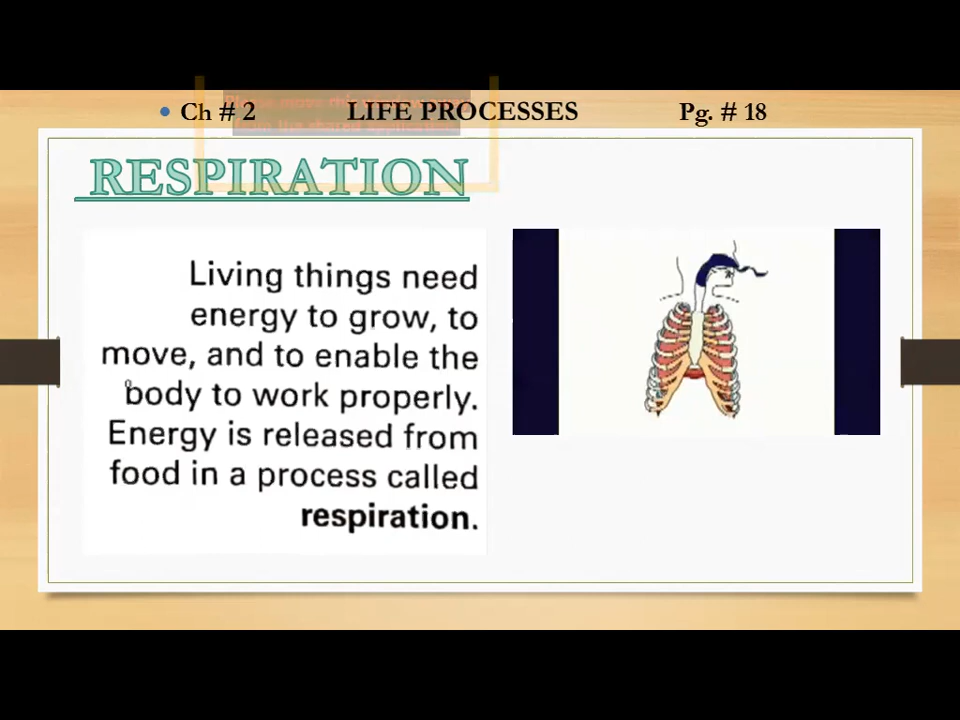 Ch # 2 LIFE PROCESSES Pg. # 18
RESPIRATION
Living things need
energy to grow, to
move, and to enable the
body to work properly.
Energy is released from
food in a process called
respiration.